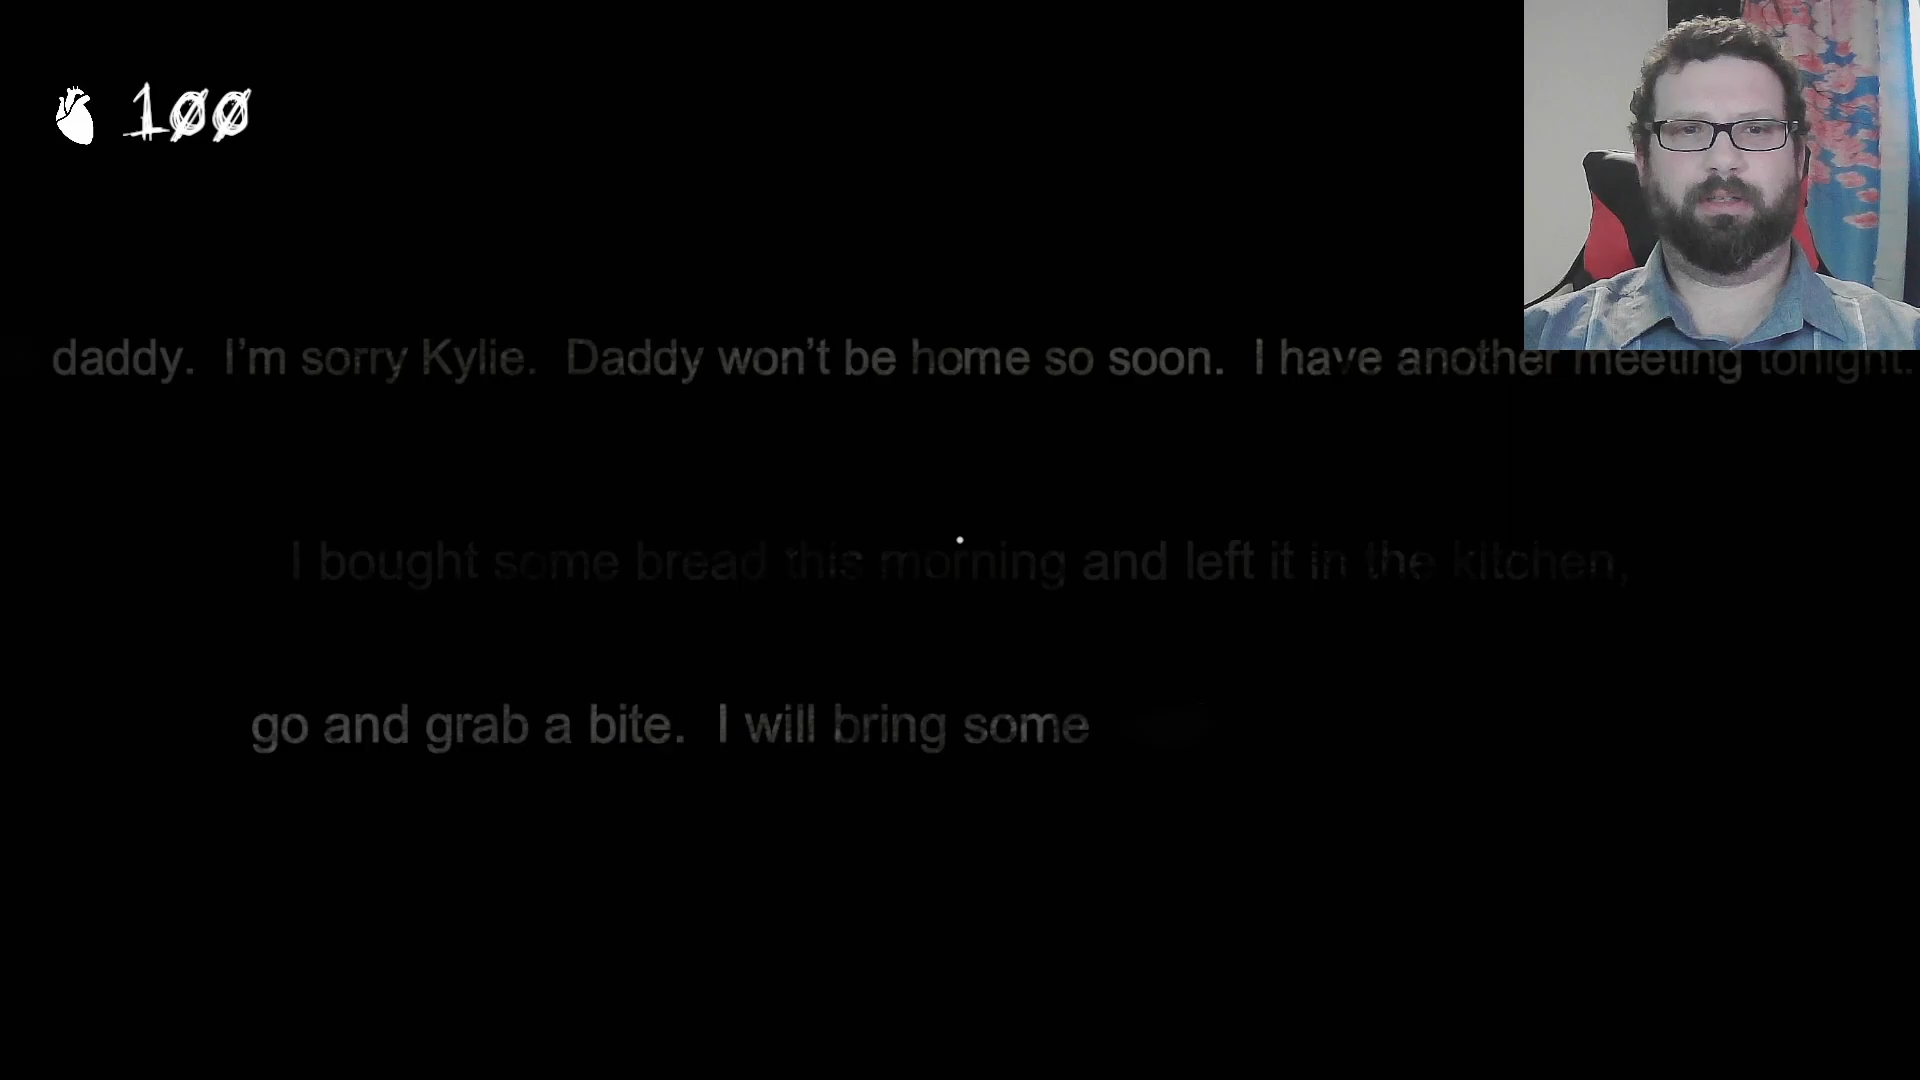 100
daddy. I'm sorry Kylie. Daddy won't be home so soon. I have another meeting tonight.
I bought some bread this morning and left it in the kitchen,
go and grab a bite. I will bring some